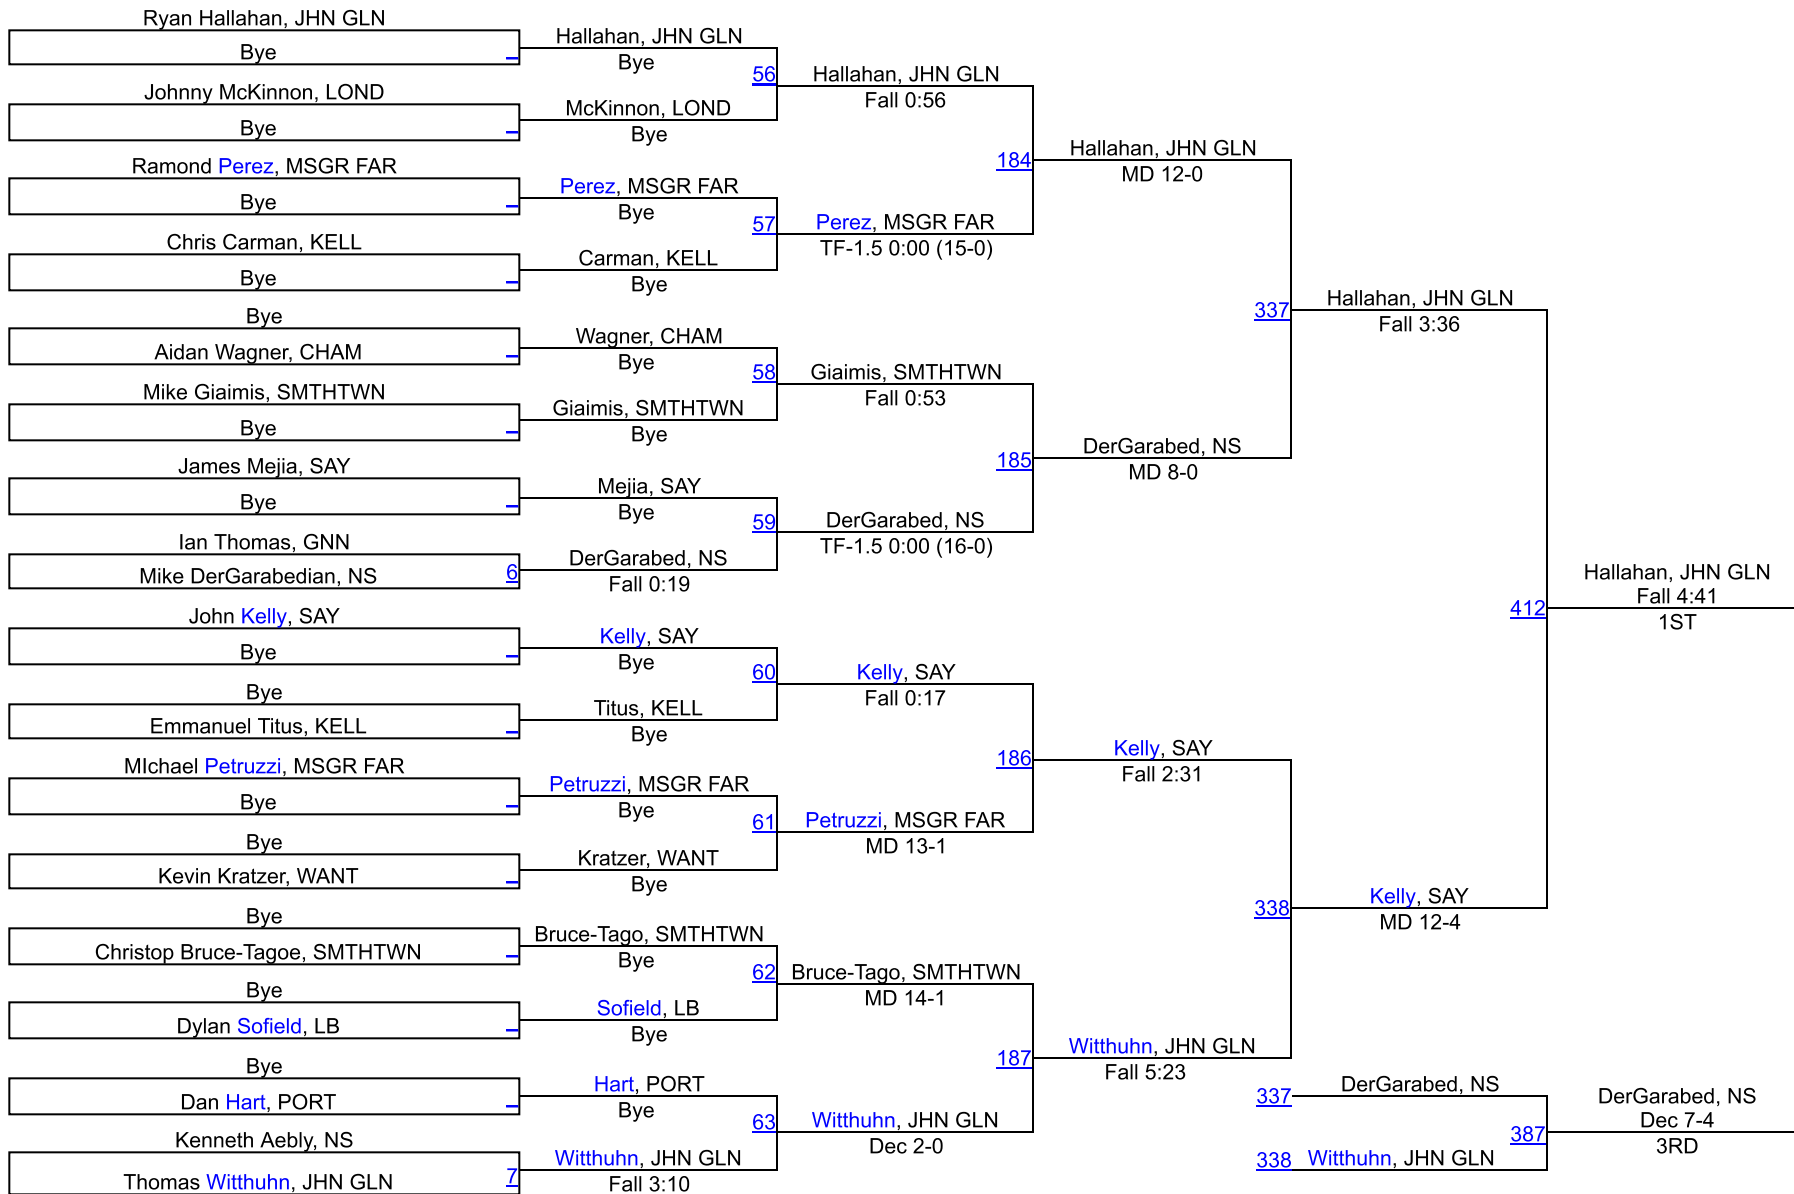 Ryan Hallahan, JHN GLN
Bye
_
Johnny McKinnon, LOND
Bye
_
Ramond Perez, MSGR FAR
Bye
_
Chris Carman, KELL
Bye
_
Bye
Aidan Wagner, CHAM
_
Mike Giaimis, SMTHTWN
Bye
_
James Mejia, SAY
Bye
_
Ian Thomas, GNN
Mike DerGarabedian, NS
6
John Kelly, SAY
Bye
_
Bye
Emmanuel Titus, KELL
_
MIchael Petruzzi, MSGR FAR
Bye
_
Bye
Kevin Kratzer, WANT
_
Bye
Christop Bruce-Tagoe, SMTHTWN
_
Bye
Dylan Sofield, LB
_
Bye
Dan Hart, PORT
_
Kenneth Aebly, NS
Thomas Witthuhn, JHN GLN
7
Hallahan, JHN GLN
Bye
56
McKinnon, LOND
Bye
Perez, MSGR FAR
Bye
57
Carman, KELL
Bye
Wagner, CHAM
Bye
58
Giaimis, SMTHTWN
Bye
Mejia, SAY
Bye
59
DerGarabed, NS
Fall 0:19
Kelly, SAY
Bye
60
Titus, KELL
Bye
Petruzzi, MSGR FAR
Bye
61
Kratzer, WANT
Bye
Bruce-Tago, SMTHTWN
Bye
62
Sofield, LB
Bye
Hart, PORT
Bye
63
Witthuhn, JHN GLN
Fall 3:10
Hallahan, JHN GLN
Fall 0:56
184
Perez, MSGR FAR
TF-1.5 0:00 (15-0)
Giaimis, SMTHTWN
Fall 0:53
185
DerGarabed, NS
TF-1.5 0:00 (16-0)
Kelly, SAY
Fall 0:17
186
Petruzzi, MSGR FAR
MD 13-1
Bruce-Tago, SMTHTWN
MD 14-1
187
Witthuhn, JHN GLN
Dec 2-0
Hallahan, JHN GLN
MD 12-0
337
DerGarabed, NS
MD 8-0
Kelly, SAY
Fall 2:31
338
Witthuhn, JHN GLN
Fall 5:23
Hallahan, JHN GLN
Fall 3:36
412
Kelly, SAY
MD 12-4
Hallahan, JHN GLN
Fall 4:41
1ST
337
DerGarabed, NS
387
338
Witthuhn, JHN GLN
DerGarabed, NS
Dec 7-4
3RD